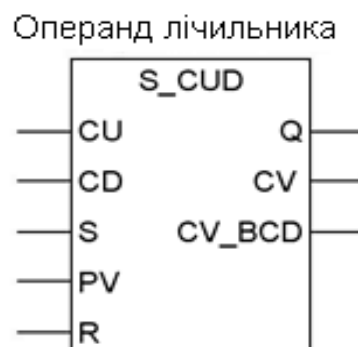 Операнд лічильника
S_CUD
CU Q
CD CV
S CV_BCD
PV
R